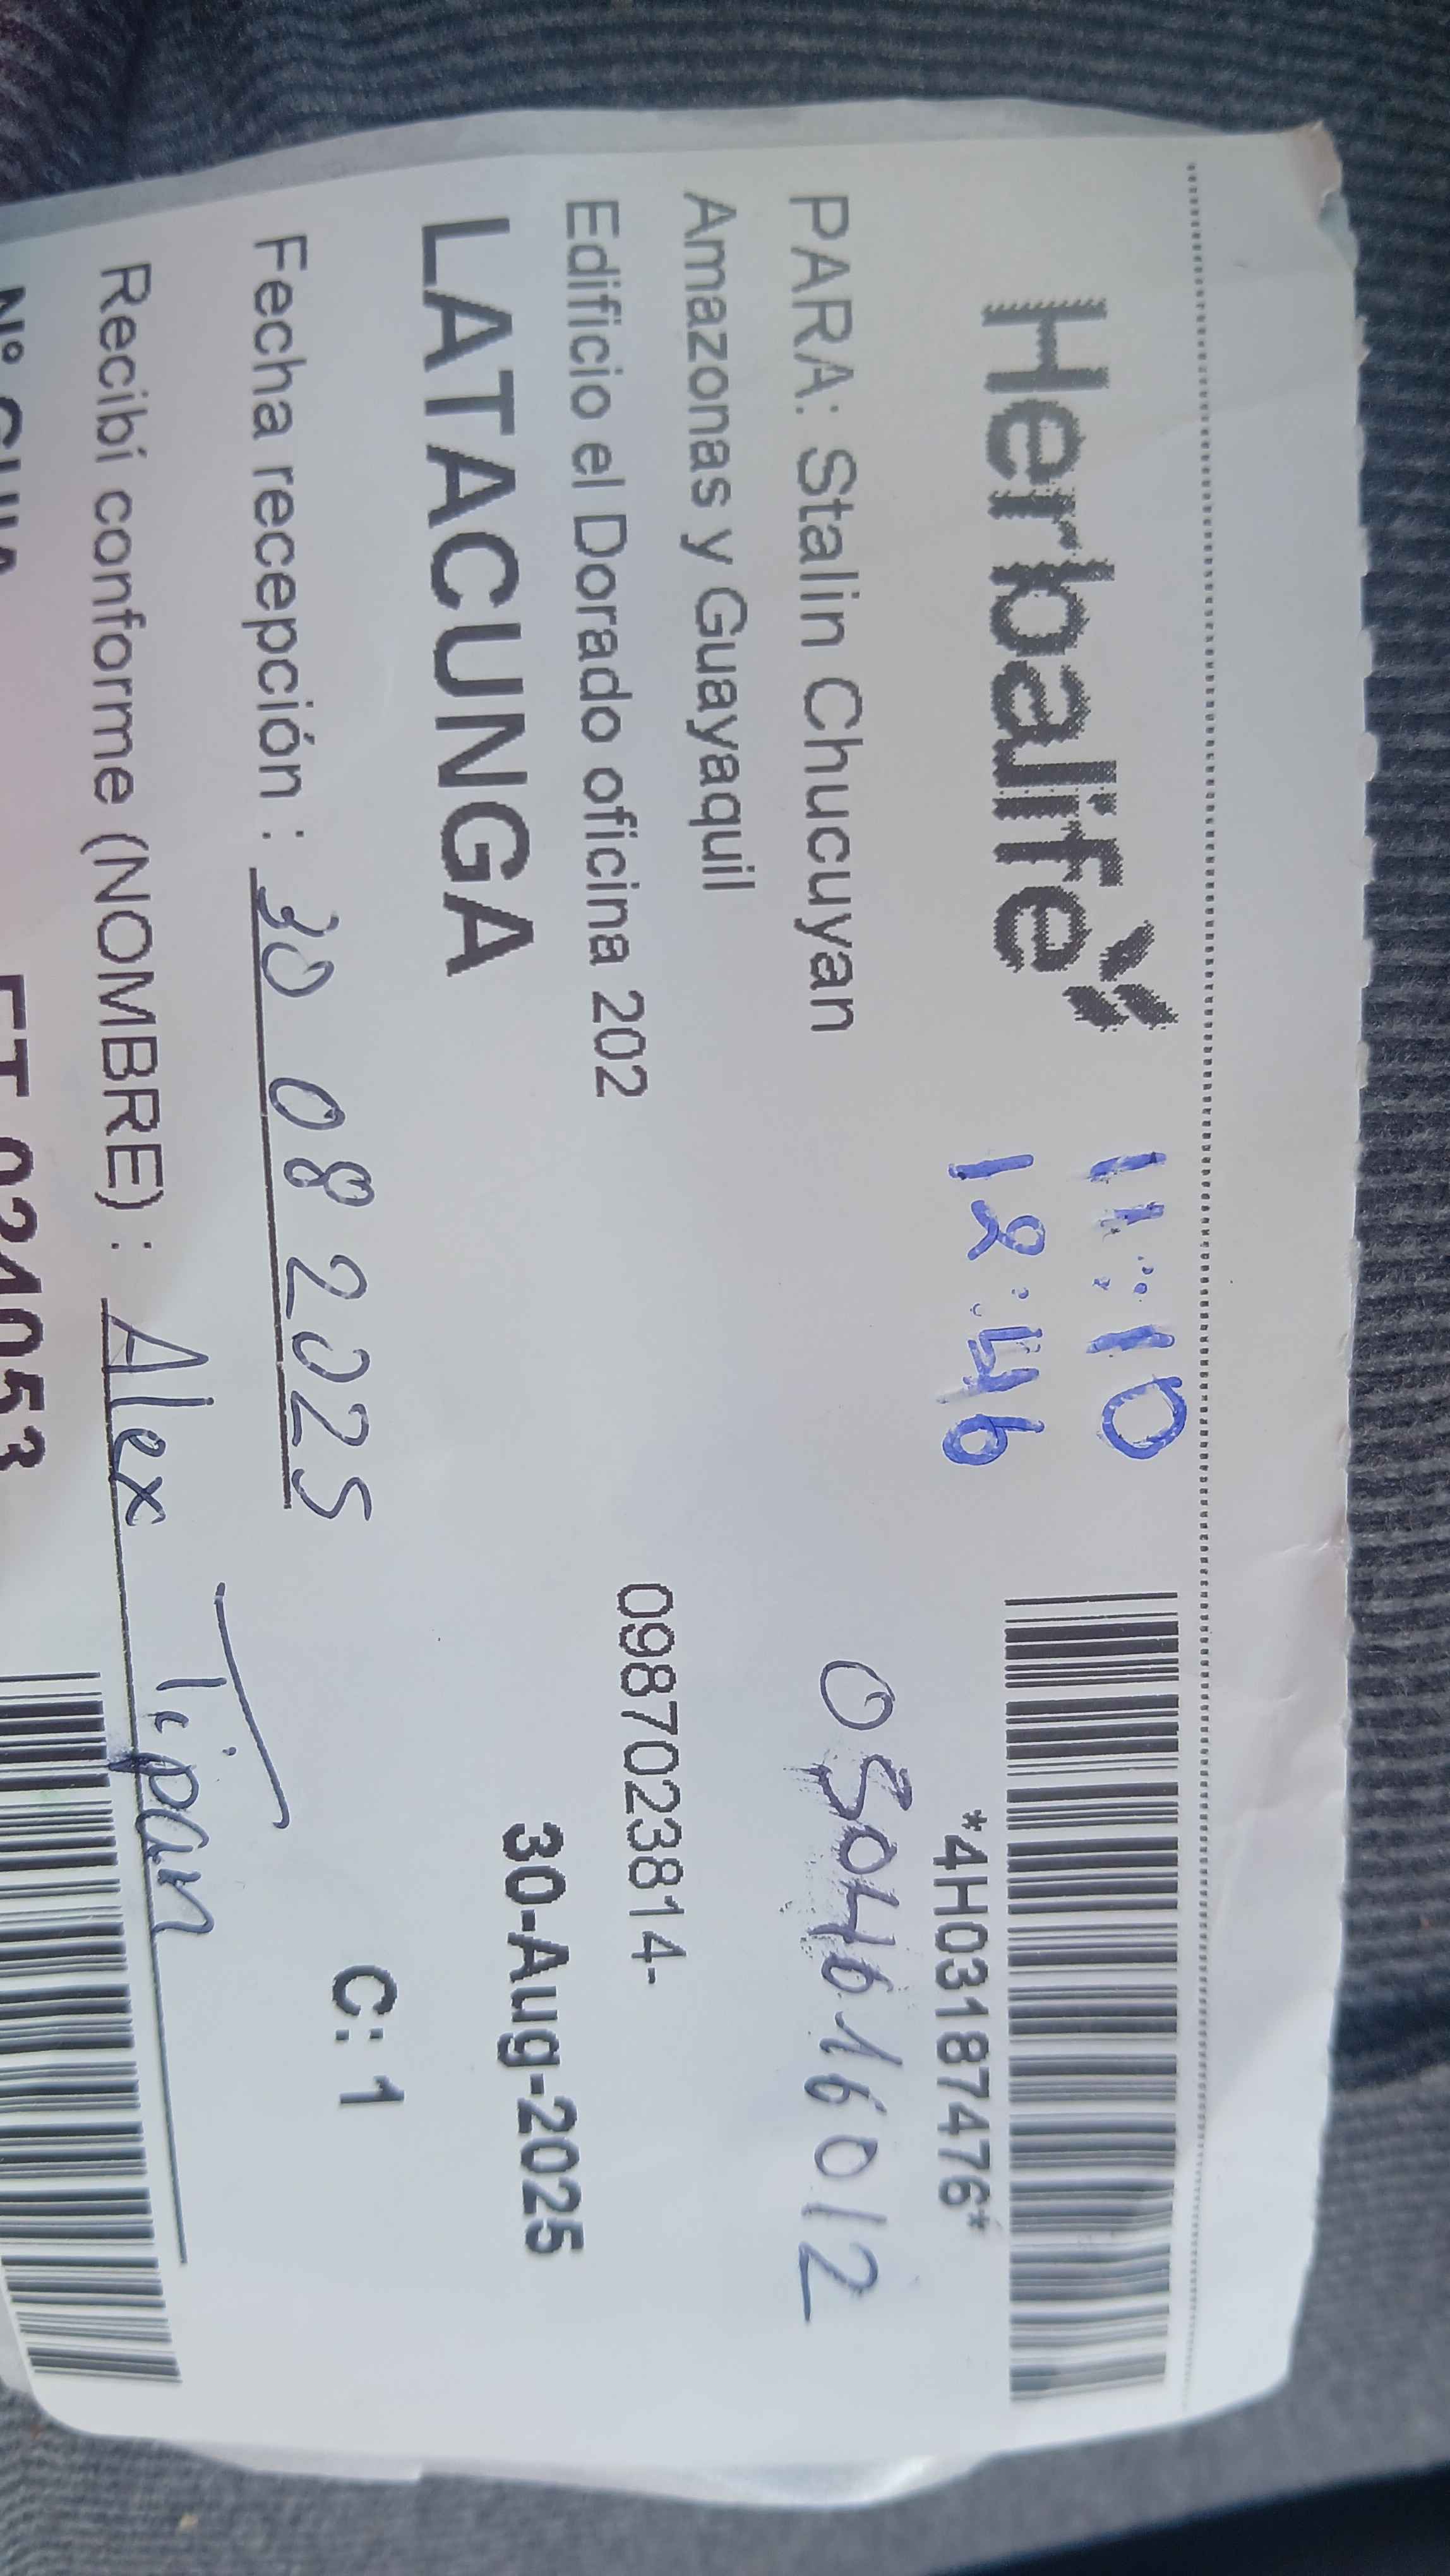 Herbalife
11:10
12:46
*4H03187476*
PARA: Stalin Chucuyan
0504616012
Amazonas y Guayaquil
Edificio el Dorado oficina 202
0987023814-
LATACUNGA
30-Aug-2025
Fecha recepción : 30 08 2025
C: 1
Recibí conforme (NOMBRE) : Alex Tipan